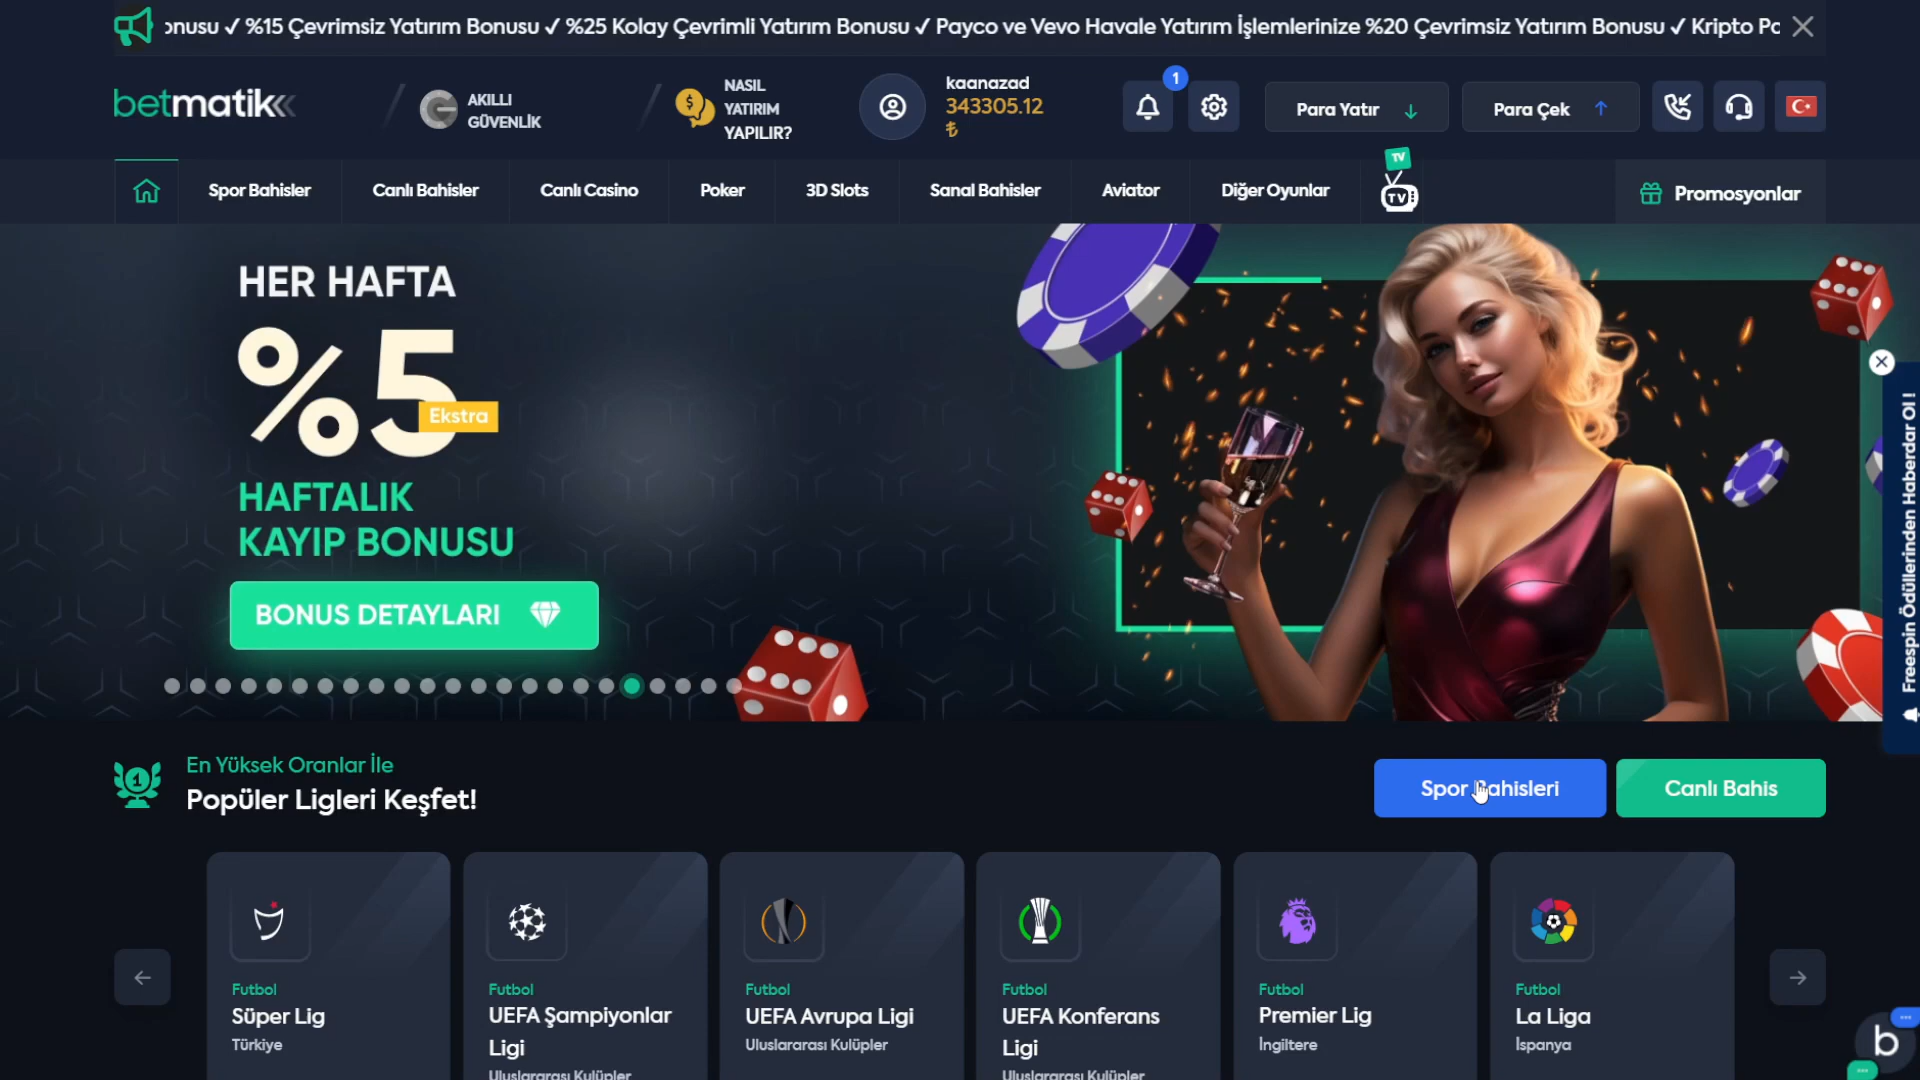 ✓ %15 Çevrimsiz Yatırım Bonusu ✓ %25 Kolay Çevrimli Yatırım Bonusu ✓ Payco ve Vevo Havale Yatırım İşlemlerinize %20 Çevrimsiz Yatırım Bonusu ✓ Kripto
betmatik
AKILLI
GÜVENLİK
NASIL
YATIRIM
YAPILIR?
kaanazad
343305.12
₺
1
Para Yatır
Para Çek
Spor Bahisler
Canlı Bahisler
Canlı Casino
Poker
3D Slots
Sanal Bahisler
Aviator
Diğer Oyunlar
TV
TV
Promosyonlar
HER HAFTA
%5
Ekstra
HAFTALIK
KAYIP BONUSU
BONUS DETAYLARI
Freespin Ödüllerinden Haberdar Ol !
En Yüksek Oranlar İle
Popüler Ligleri Keşfet!
Spor Bahisleri
Canlı Bahis
Futbol
Süper Lig
Türkiye
Futbol
UEFA Şampiyonlar
Ligi
Uluslararası Kulüpler
Futbol
UEFA Avrupa Ligi
Uluslararası Kulüpler
Futbol
UEFA Konferans
Ligi
Uluslararası Kulüpler
Futbol
Premier Lig
İngiltere
Futbol
La Liga
İspanya
b